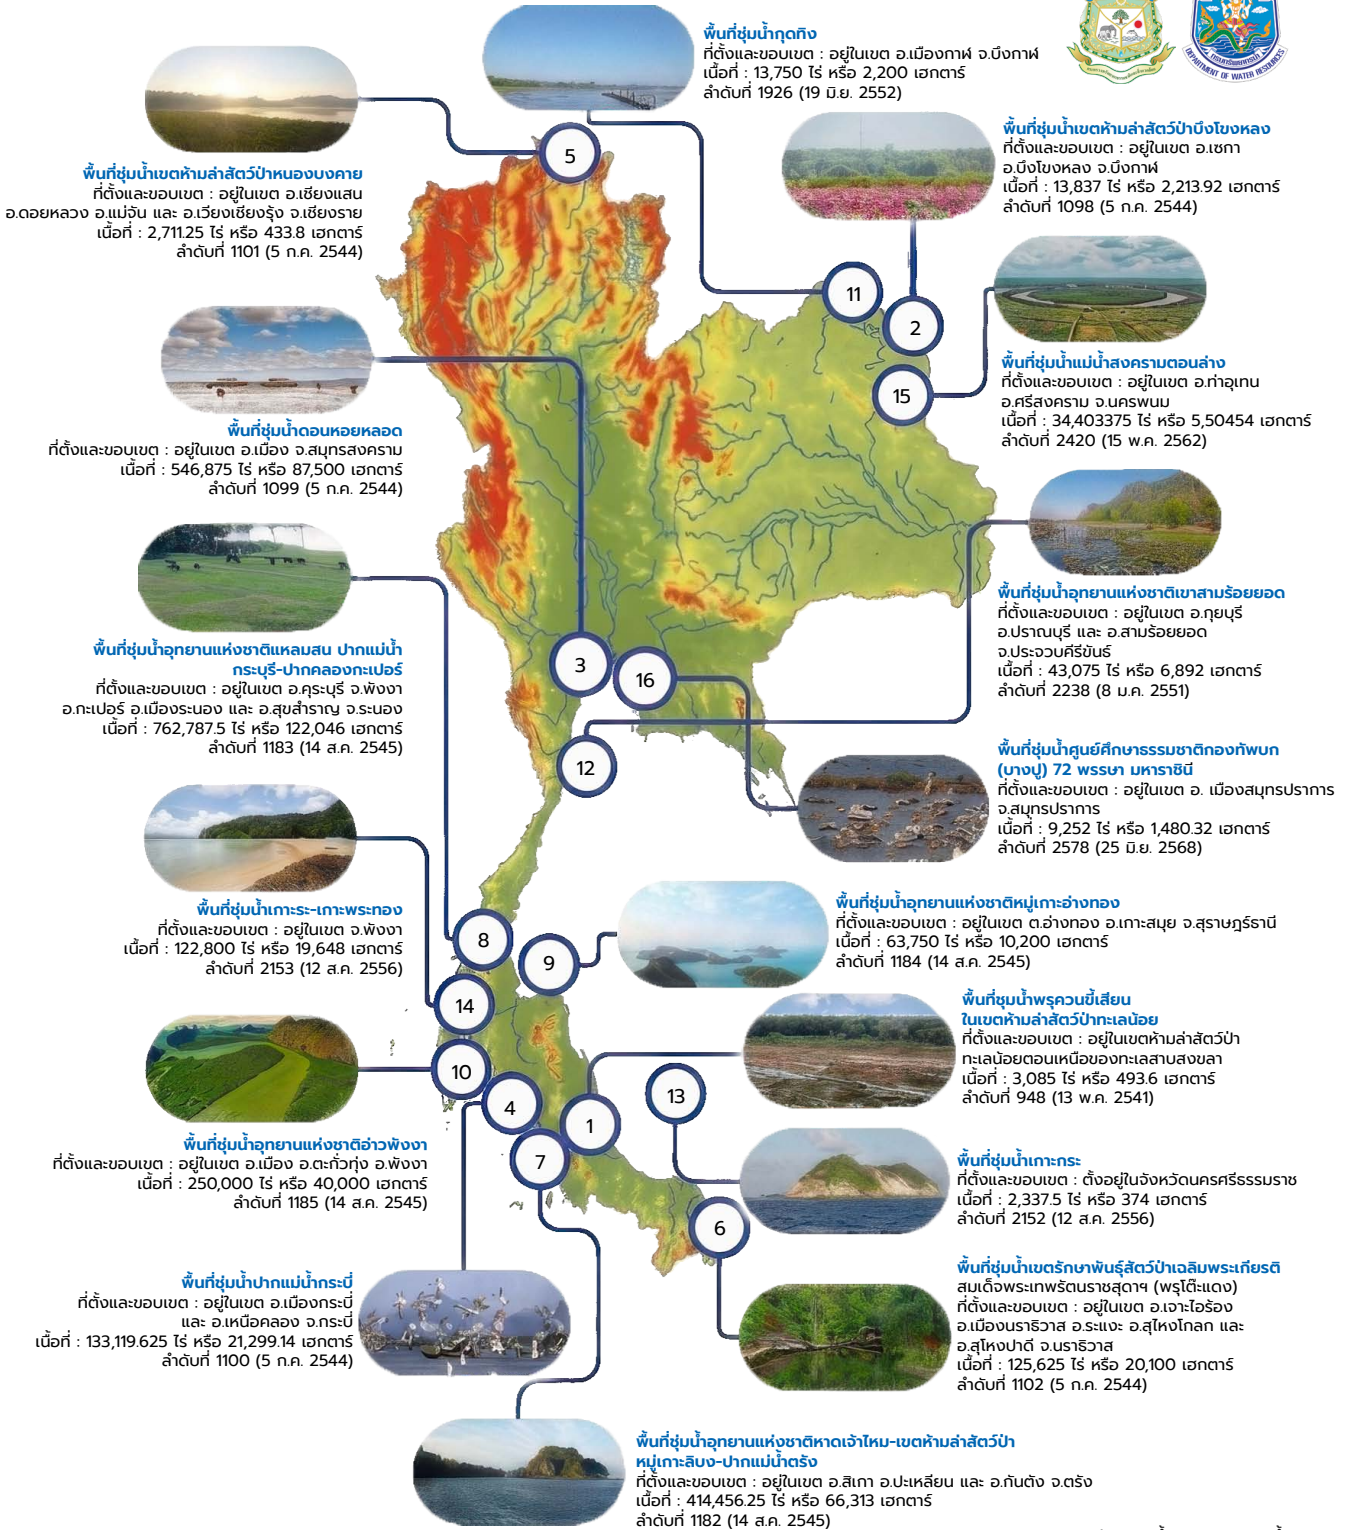 พื้นที่ชุ่มน้ำกุดทิง
ที่ตั้งและขอบเขต : อยู่ในเขต อ.เมืองกาฬ จ.บึงกาฬ
เนื้อที่ : 13,750 ไร่ หรือ 2,200 เฮกตาร์
ลำดับที่ 1926 (19 มิ.ย. 2552)
DEPARTMENT OF WATER RESOURCES
พื้นที่ชุ่มน้ำเขตห้ามล่าสัตว์ป่าหนองบงคาย
ที่ตั้งและขอบเขต : อยู่ในเขต อ.เชียงแสน
อ.ดอยหลวง อ.แม่จัน และ อ.เวียงเชียงรุ้ง จ.เชียงราย
เนื้อที่ : 2,711.25 ไร่ หรือ 433.8 เฮกตาร์
ลำดับที่ 1101 (5 ก.ค. 2544)
พื้นที่ชุ่มน้ำเขตห้ามล่าสัตว์ป่าบึงโขงหลง
ที่ตั้งและขอบเขต : อยู่ในเขต อ.เซกา
อ.บึงโขงหลง จ.บึงกาฬ
เนื้อที่ : 13,837 ไร่ หรือ 2,213.92 เฮกตาร์
ลำดับที่ 1098 (5 ก.ค. 2544)
5
11
2
15
พื้นที่ชุ่มน้ำแม่น้ำสงครามตอนล่าง
ที่ตั้งและขอบเขต : อยู่ในเขต อ.ท่าอุเทน
อ.ศรีสงคราม จ.นครพนม
เนื้อที่ : 34,403375 ไร่ หรือ 5,50454 เฮกตาร์
ลำดับที่ 2420 (15 พ.ค. 2562)
พื้นที่ชุ่มน้ำดอนหอยหลอด
ที่ตั้งและขอบเขต : อยู่ในเขต อ.เมือง จ.สมุทรสงคราม
เนื้อที่ : 546,875 ไร่ หรือ 87,500 เฮกตาร์
ลำดับที่ 1099 (5 ก.ค. 2544)
พื้นที่ชุ่มน้ำอุทยานแห่งชาติเขาสามร้อยยอด
ที่ตั้งและขอบเขต : อยู่ในเขต อ.กุยบุรี
อ.ปราณบุรี และ อ.สามร้อยยอด
จ.ประจวบคีรีขันธ์
เนื้อที่ : 43,075 ไร่ หรือ 6,892 เฮกตาร์
ลำดับที่ 2238 (8 ม.ค. 2551)
พื้นที่ชุ่มน้ำอุทยานแห่งชาติแหลมสน ปากแม่น้ำ
กระบุรี-ปากคลองกะเปอร์
ที่ตั้งและขอบเขต : อยู่ในเขต อ.คุระบุรี จ.พังงา
อ.กะเปอร์ อ.เมืองระนอง และ อ.สุขสำราญ จ.ระนอง
เนื้อที่ : 762,787.5 ไร่ หรือ 122,046 เฮกตาร์
ลำดับที่ 1183 (14 ส.ค. 2545)
3
16
12
พื้นที่ชุ่มน้ำศูนย์ศึกษาธรรมชาติกองทัพบก
(บางปู) 72 พรรษา มหาราชินี
ที่ตั้งและขอบเขต : อยู่ในเขต อ. เมืองสมุทรปราการ
จ.สมุทรปราการ
เนื้อที่ : 9,252 ไร่ หรือ 1,480.32 เฮกตาร์
ลำดับที่ 2578 (25 มิ.ย. 2568)
พื้นที่ชุ่มน้ำเกาะระ-เกาะพระทอง
ที่ตั้งและขอบเขต : อยู่ในเขต จ.พังงา
เนื้อที่ : 122,800 ไร่ หรือ 19,648 เฮกตาร์
ลำดับที่ 2153 (12 ส.ค. 2556)
พื้นที่ชุ่มน้ำอุทยานแห่งชาติหมู่เกาะอ่างทอง
ที่ตั้งและขอบเขต : อยู่ในเขต ต.อ่างทอง อ.เกาะสมุย จ.สุราษฎร์ธานี
เนื้อที่ : 63,750 ไร่ หรือ 10,200 เฮกตาร์
ลำดับที่ 1184 (14 ส.ค. 2545)
8
9
14
10
4
7
1
13
6
พื้นที่ชุมน้ำพรุควนขี้เสียน
ในเขตห้ามล่าสัตว์ป่าทะเลน้อย
ที่ตั้งและขอบเขต : อยู่ในเขตห้ามล่าสัตว์ป่า
ทะเลน้อยตอนเหนือของทะเลสาบสงขลา
เนื้อที่ : 3,085 ไร่ หรือ 493.6 เฮกตาร์
ลำดับที่ 948 (13 พ.ค. 2541)
พื้นที่ชุ่มน้ำอุทยานแห่งชาติอ่าวพังงา
ที่ตั้งและขอบเขต : อยู่ในเขต อ.เมือง อ.ตะกั่วทุ่ง อ.พังงา
เนื้อที่ : 250,000 ไร่ หรือ 40,000 เฮกตาร์
ลำดับที่ 1185 (14 ส.ค. 2545)
พื้นที่ชุ่มน้ำเกาะกระ
ที่ตั้งและขอบเขต : ตั้งอยู่ในจังหวัดนครศรีธรรมราช
เนื้อที่ : 2,337.5 ไร่ หรือ 374 เฮกตาร์
ลำดับที่ 2152 (12 ส.ค. 2556)
พื้นที่ชุ่มน้ำปากแม่น้ำกระบี่
ที่ตั้งและขอบเขต : อยู่ในเขต อ.เมืองกระบี่
และ อ.เหนือคลอง จ.กระบี่
เนื้อที่ : 133,119.625 ไร่ หรือ 21,299.14 เฮกตาร์
ลำดับที่ 1100 (5 ก.ค. 2544)
พื้นที่ชุ่มน้ำเขตรักษาพันธุ์สัตว์ป่าเฉลิมพระเกียรติ
สมเด็จพระเทพรัตนราชสุดาฯ (พรุโต๊ะแดง)
ที่ตั้งและขอบเขต : อยู่ในเขต อ.เจาะไอร้อง
อ.เมืองนราธิวาส อ.ระแงะ อ.สุไหงโกลก และ
อ.สุไหงปาดี จ.นราธิวาส
เนื้อที่ : 125,625 ไร่ หรือ 20,100 เฮกตาร์
ลำดับที่ 1102 (5 ก.ค. 2544)
พื้นที่ชุ่มน้ำอุทยานแห่งชาติหาดเจ้าไหม-เขตห้ามล่าสัตว์ป่า
หมู่เกาะลิบง-ปากแม่น้ำตรัง
ที่ตั้งและขอบเขต : อยู่ในเขต อ.สิเกา อ.ปะเหลียน และ อ.กันตัง จ.ตรัง
เนื้อที่ : 414,456.25 ไร่ หรือ 66,313 เฮกตาร์
ลำดับที่ 1182 (14 ส.ค. 2545)